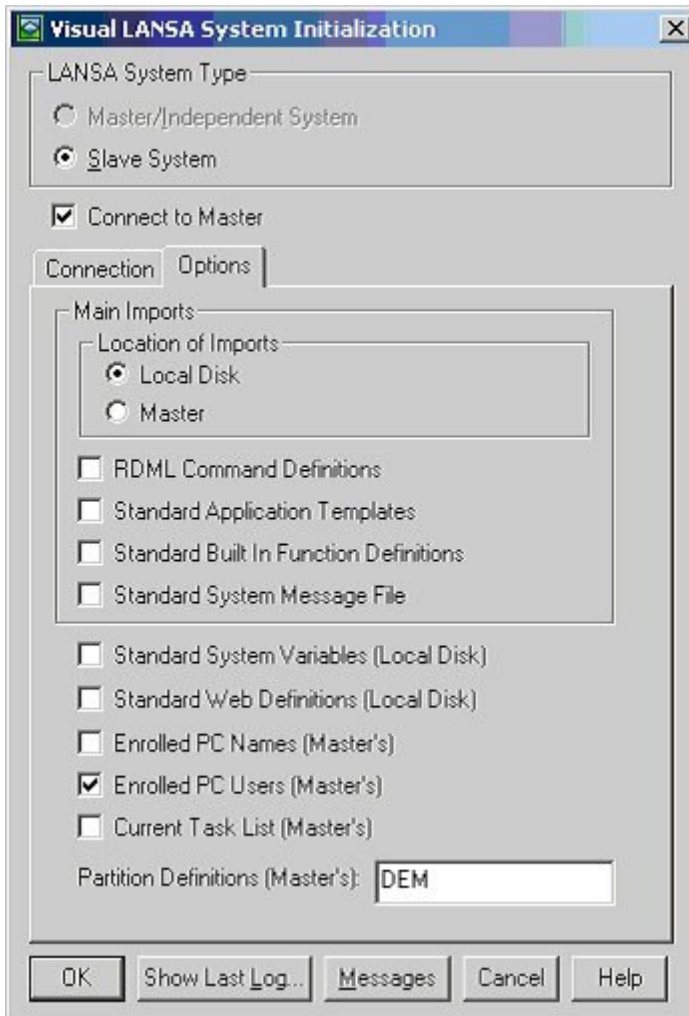 Visual LANSA System Initialization
LANSA System Type
Master/Independent System
Slave System
Connect to Master
Connection Options
Main Imports
Location of Imports
Local Disk
Master
RDML Command Definitions
Standard Application Templates
Standard Built In Function Definitions
Standard System Message File
Standard System Variables (Local Disk)
Standard Web Definitions (Local Disk)
Enrolled PC Names (Master's)
Enrolled PC Users (Master's)
Current Task List (Master's)
Partition Definitions (Master's): DEM
OK Show Last Log... Messages Cancel Help